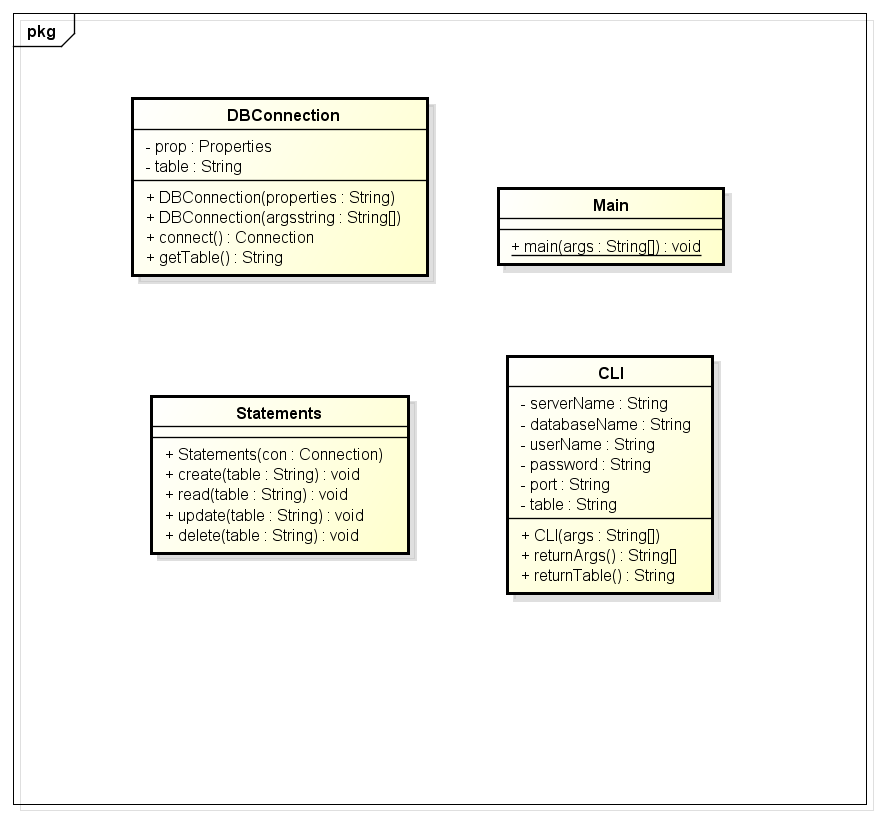 pkg
DBConnection
- prop : Properties
- table : String
+ DBConnection(properties : String)
+ DBConnection(argsstring : String[])
+ connect() : Connection
+ getTable() : String
Main
+ main(args : String[]) : void
Statements
+ Statements(con : Connection)
+ create(table : String) : void
+ read(table : String) : void
+ update(table : String) : void
+ delete(table : String) : void
CLI
- serverName : String
- databaseName : String
- userName : String
- password : String
- port : String
- table : String
+ CLI(args : String[])
+ returnArgs() : String[]
+ returnTable() : String